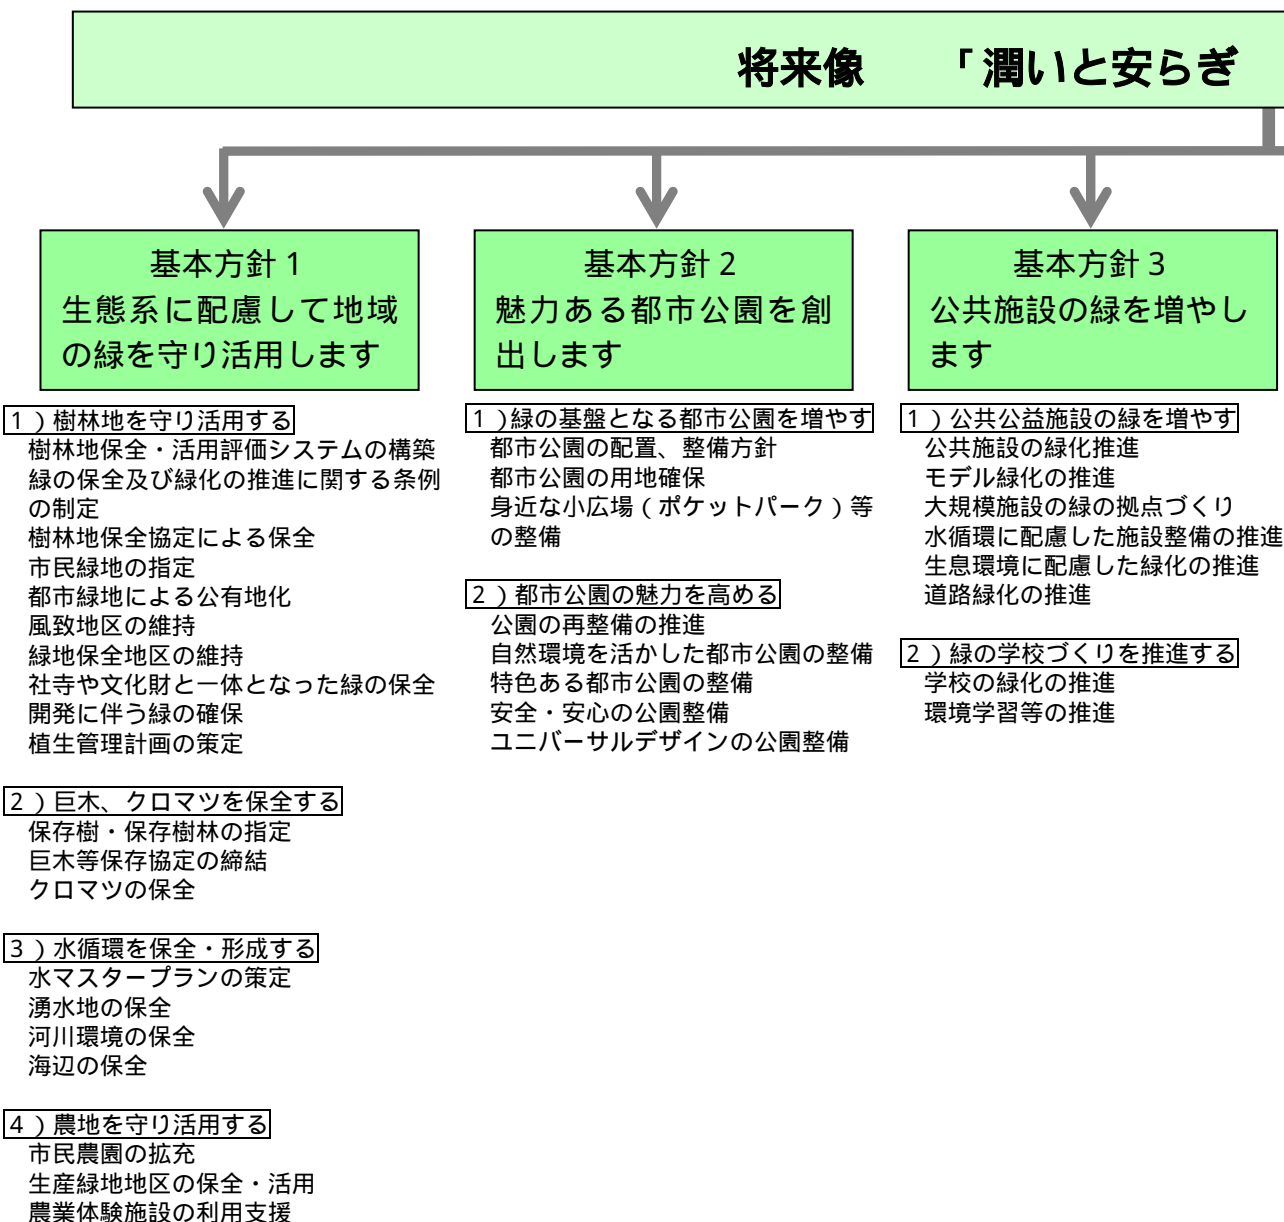 将来像　　「潤いと安らぎ
基本方針1
生態系に配慮して地域
の緑を守り活用します
1）樹林地を守り活用する
樹林地保全・活用評価システムの構築
緑の保全及び緑化の推進に関する条例
の制定
樹林地保全協定による保全
市民緑地の指定
都市緑地による公有地化
風致地区の維持
緑地保全地区の維持
社寺や文化財と一体となった緑の保全
開発に伴う緑の確保
植生管理計画の策定
2）巨木、クロマツを保全する
保存樹・保存樹林の指定
巨木等保存協定の締結
クロマツの保全
3）水循環を保全・形成する
水マスタープランの策定
湧水地の保全
河川環境の保全
海辺の保全
4）農地を守り活用する
市民農園の拡充
生産緑地地区の保全・活用
農業体験施設の利用支援
基本方針2
魅力ある都市公園を創
出します
1）緑の基盤となる都市公園を増やす
都市公園の配置、整備方針
都市公園の用地確保
身近な小広場（ポケットパーク）等
の整備
2）都市公園の魅力を高める
公園の再整備の推進
自然環境を活かした都市公園の整備
特色ある都市公園の整備
安全・安心の公園整備
ユニバーサルデザインの公園整備
基本方針3
公共施設の緑を増やし
ます
1）公共公益施設の緑を増やす
公共施設の緑化推進
モデル緑化の推進
大規模施設の緑の拠点づくり
水循環に配慮した施設整備の推進
生息環境に配慮した緑化の推進
道路緑化の推進
2）緑の学校づくりを推進する
学校の緑化の推進
環境学習等の推進